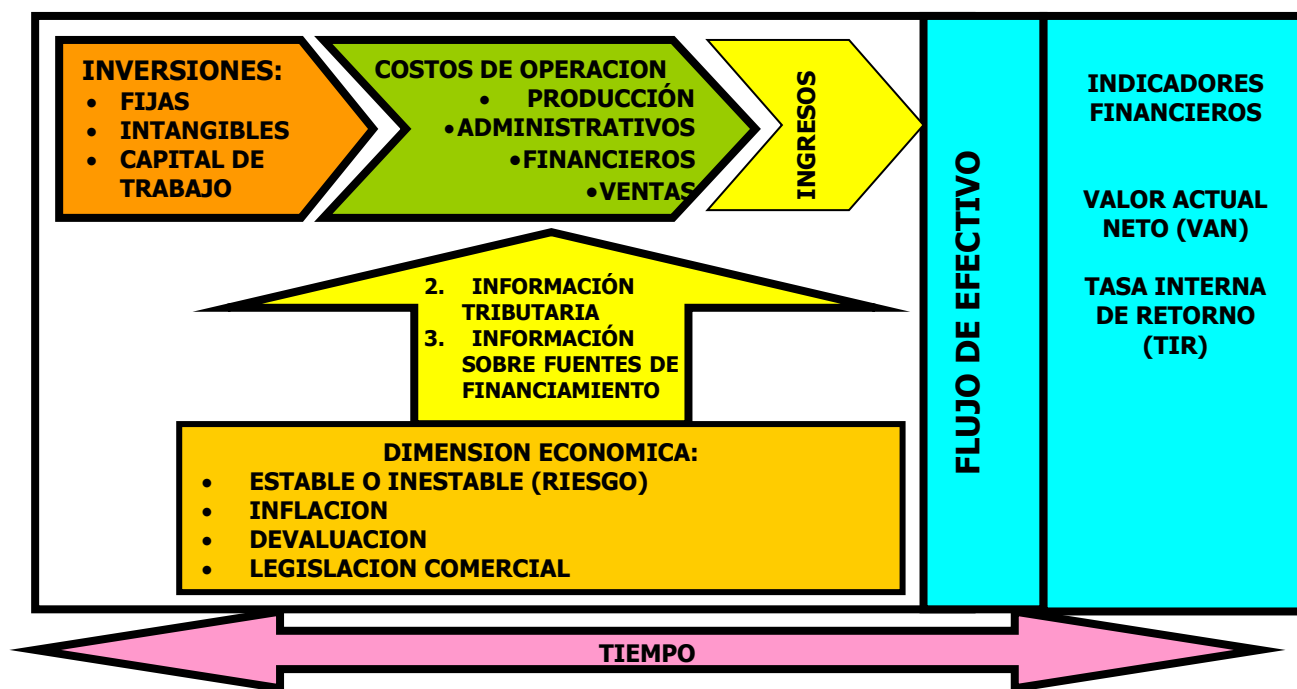 INVERSIONES:
• FIJAS
• INTANGIBLES
• CAPITAL DE
TRABAJO
COSTOS DE OPERACION
• PRODUCCIÓN
•ADMINISTRATIVOS
•FINANCIEROS
•VENTAS
INGRESOS
2. INFORMACIÓN
TRIBUTARIA
3. INFORMACIÓN
SOBRE FUENTES DE
FINANCIAMIENTO
DIMENSION ECONOMICA:
• ESTABLE O INESTABLE (RIESGO)
• INFLACION
• DEVALUACION
• LEGISLACION COMERCIAL
FLUJO DE EFECTIVO
INDICADORES
FINANCIEROS
VALOR ACTUAL
NETO (VAN)
TASA INTERNA
DE RETORNO
(TIR)
TIEMPO